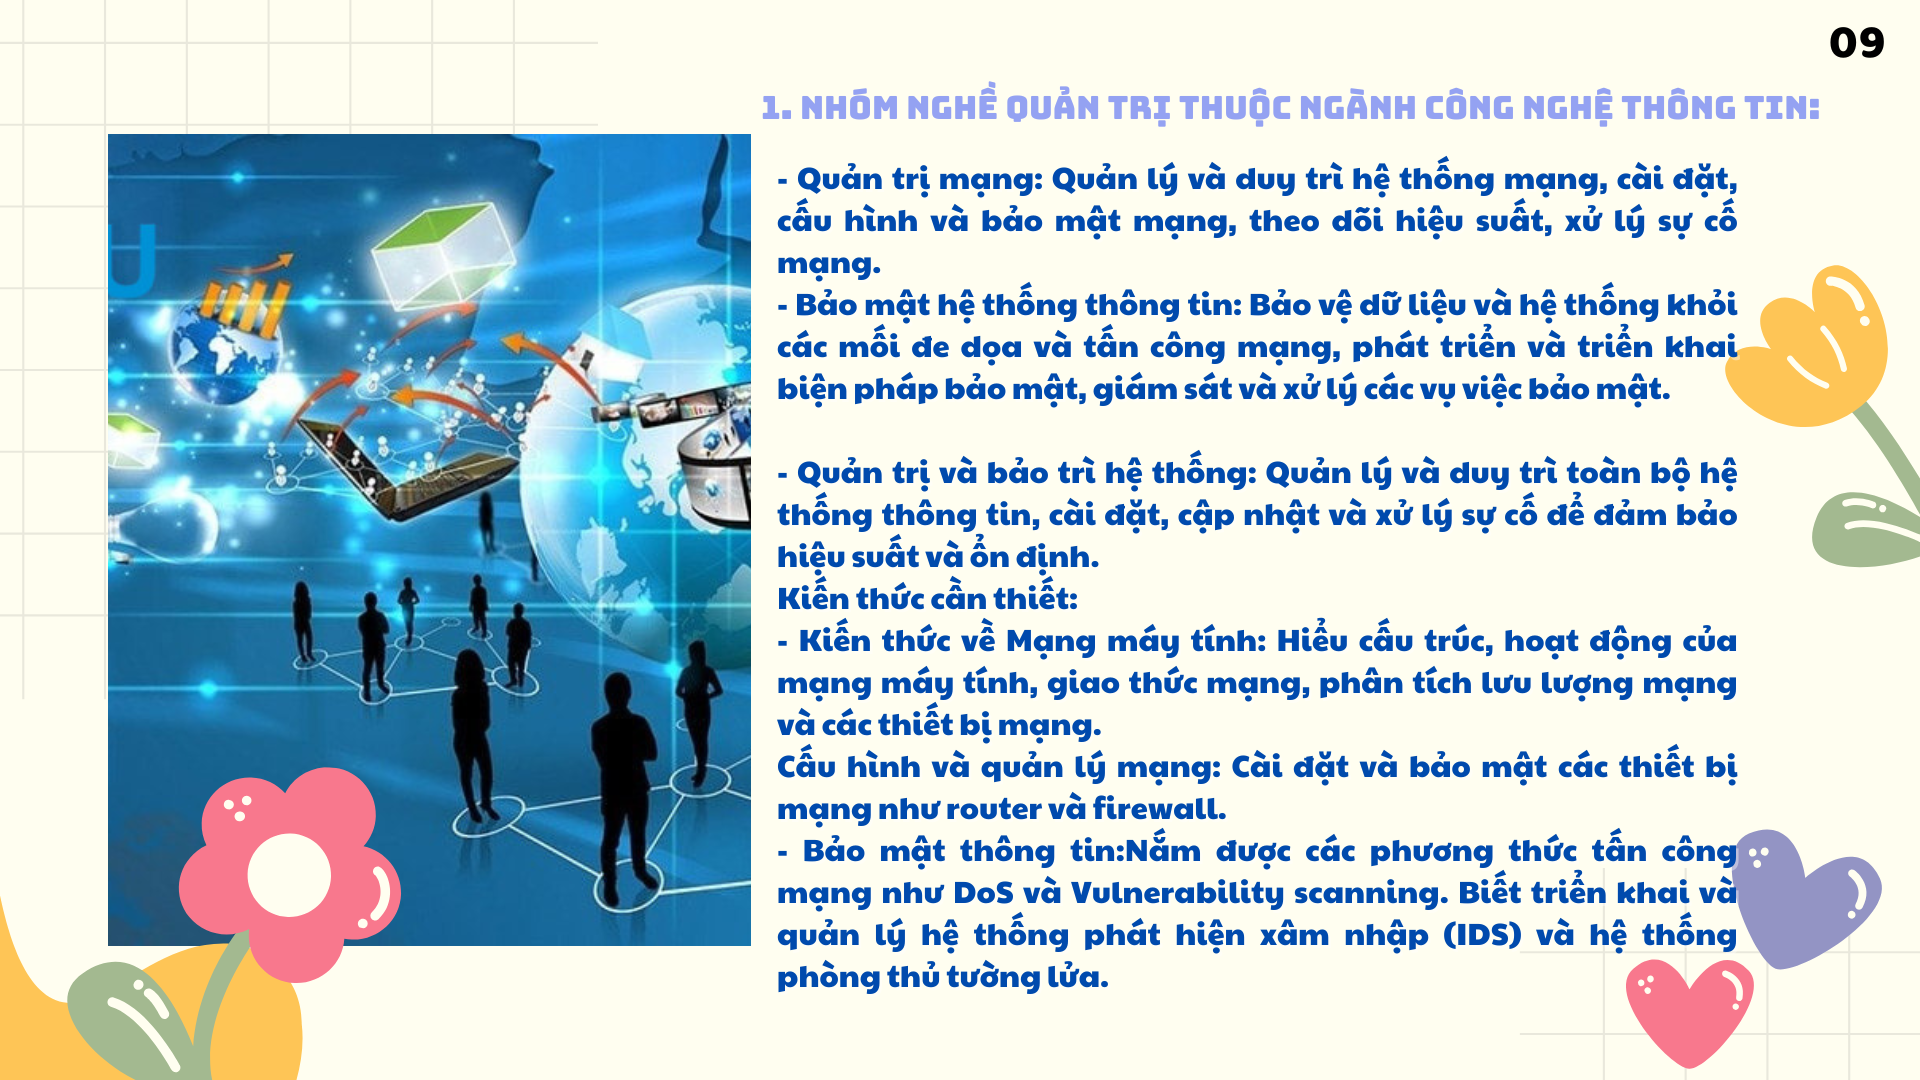 09
1. NHÓM NGHỀ QUẢN TRỊ THUỘC NGÀNH CÔNG NGHỆ THÔNG TIN:
- Quản trị mạng: Quản lý và duy trì hệ thống mạng, cài đặt,
cấu hình và bảo mật mạng, theo dõi hiệu suất, xử lý sự cố
mạng.
- Bảo mật hệ thống thông tin: Bảo vệ dữ liệu và hệ thống khỏi
các mối đe dọa và tấn công mạng, phát triển và triển khai
biện pháp bảo mật, giám sát và xử lý các vụ việc bảo mật.
- Quản trị và bảo trì hệ thống: Quản lý và duy trì toàn bộ hệ
thống thông tin, cài đặt, cập nhật và xử lý sự cố để đảm bảo
hiệu suất và ổn định.
Kiến thức cần thiết:
- Kiến thức về Mạng máy tính: Hiểu cấu trúc, hoạt động của
mạng máy tính, giao thức mạng, phân tích lưu lượng mạng
và các thiết bị mạng.
Cấu hình và quản lý mạng: Cài đặt và bảo mật các thiết bị
mạng như router và firewall.
- Bảo mật thông tin:Nắm được các phương thức tấn công
mạng như DoS và Vulnerability scanning. Biết triển khai và
quản lý hệ thống phát hiện xâm nhập (IDS) và hệ thống
phòng thủ tường lửa.
U